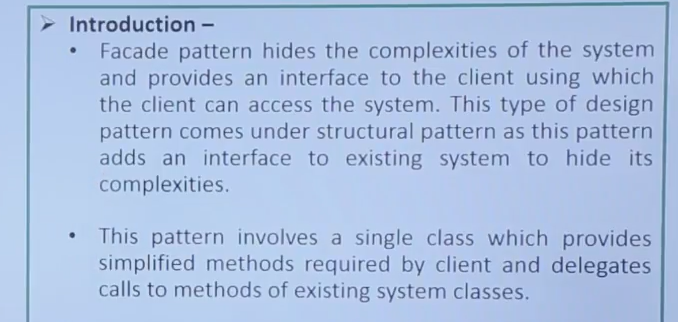 ➢ Introduction –
• Facade pattern hides the complexities of the system
and provides an interface to the client using which
the client can access the system. This type of design
pattern comes under structural pattern as this pattern
adds an interface to existing system to hide its
complexities.
• This pattern involves a single class which provides
simplified methods required by client and delegates
calls to methods of existing system classes.